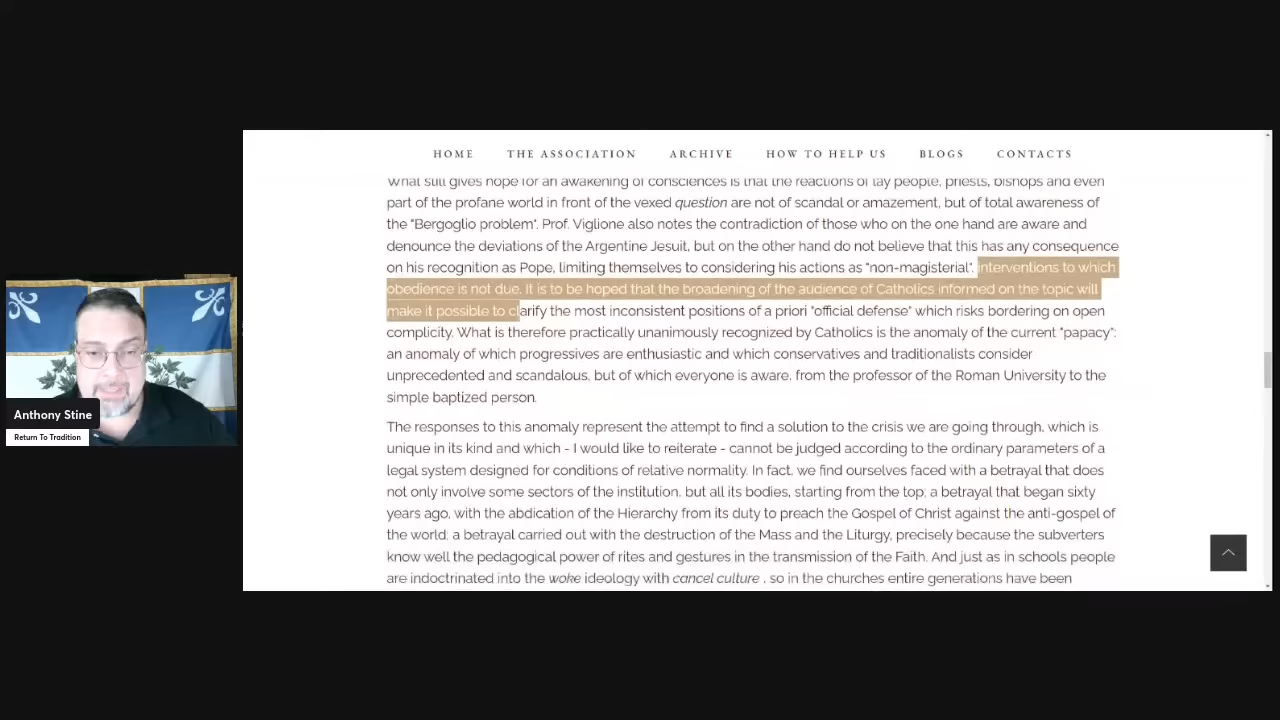 HOME THE ASSOCIATION ARCHIVE HOW TO HELP US BLOGS CONTACTS
What still gives hope for an awakening of consciences is that the reactions of lay people, priests, bishops and even
part of the profane world in front of the vexed question are not of scandal or amazement, but of total awareness of
the "Bergoglio problem". Prof. Viglione also notes the contradiction of those who on the one hand are aware and
denounce the deviations of the Argentine Jesuit, but on the other hand do not believe that this has any consequence
on his recognition as Pope, limiting themselves to considering his actions as "non-magisterial". interventions to which
obedience is not due. It is to be hoped that the broadening of the audience of Catholics informed on the topic will
make it possible to clarify the most inconsistent positions of a priori "official defense" which risks bordering on open
complicity. What is therefore practically unanimously recognized by Catholics is the anomaly of the current "papacy":
an anomaly of which progressives are enthusiastic and which conservatives and traditionalists consider
unprecedented and scandalous, but of which everyone is aware, from the professor of the Roman University to the
simple baptized person.
The responses to this anomaly represent the attempt to find a solution to the crisis we are going through, which is
unique in its kind and which - I would like to reiterate - cannot be judged according to the ordinary parameters of a
legal system designed for conditions of relative normality. In fact, we find ourselves faced with a betrayal that does
not only involve some sectors of the institution, but all its bodies, starting from the top; a betrayal that began sixty
years ago, with the abdication of the Hierarchy from its duty to preach the Gospel of Christ against the anti-gospel of
the world; a betrayal carried out with the destruction of the Mass and the Liturgy, precisely because the subverters
know well the pedagogical power of rites and gestures in the transmission of the Faith. And just as in schools people
are indoctrinated into the woke ideology with cancel culture , so in the churches entire generations have been
Anthony Stine
Return To Tradition